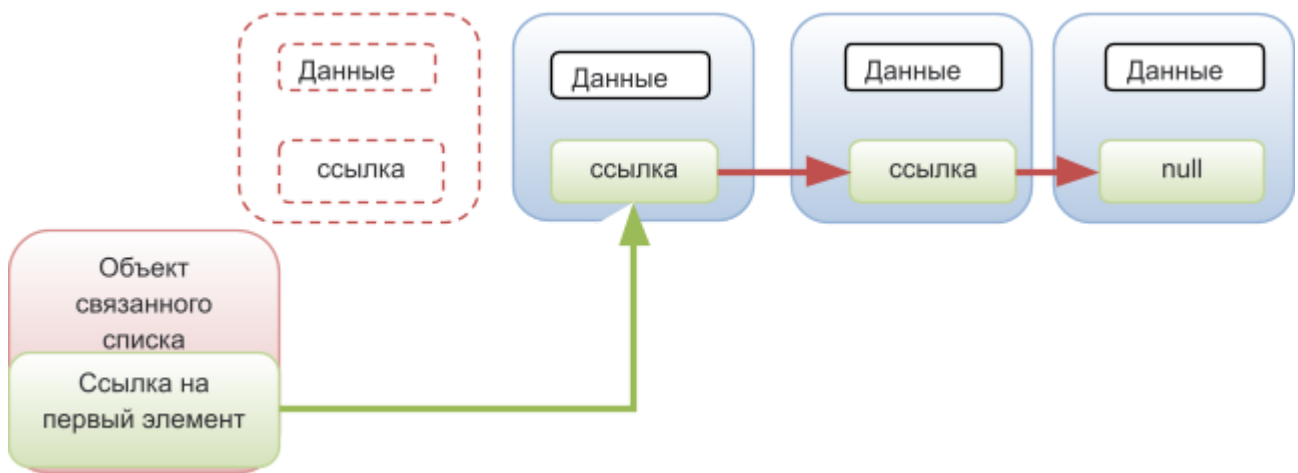 Данные
Данные
Данные
Данные
ссылка
ссылка
ссылка
null
Объект
связанного
списка
Ссылка на
первый элемент